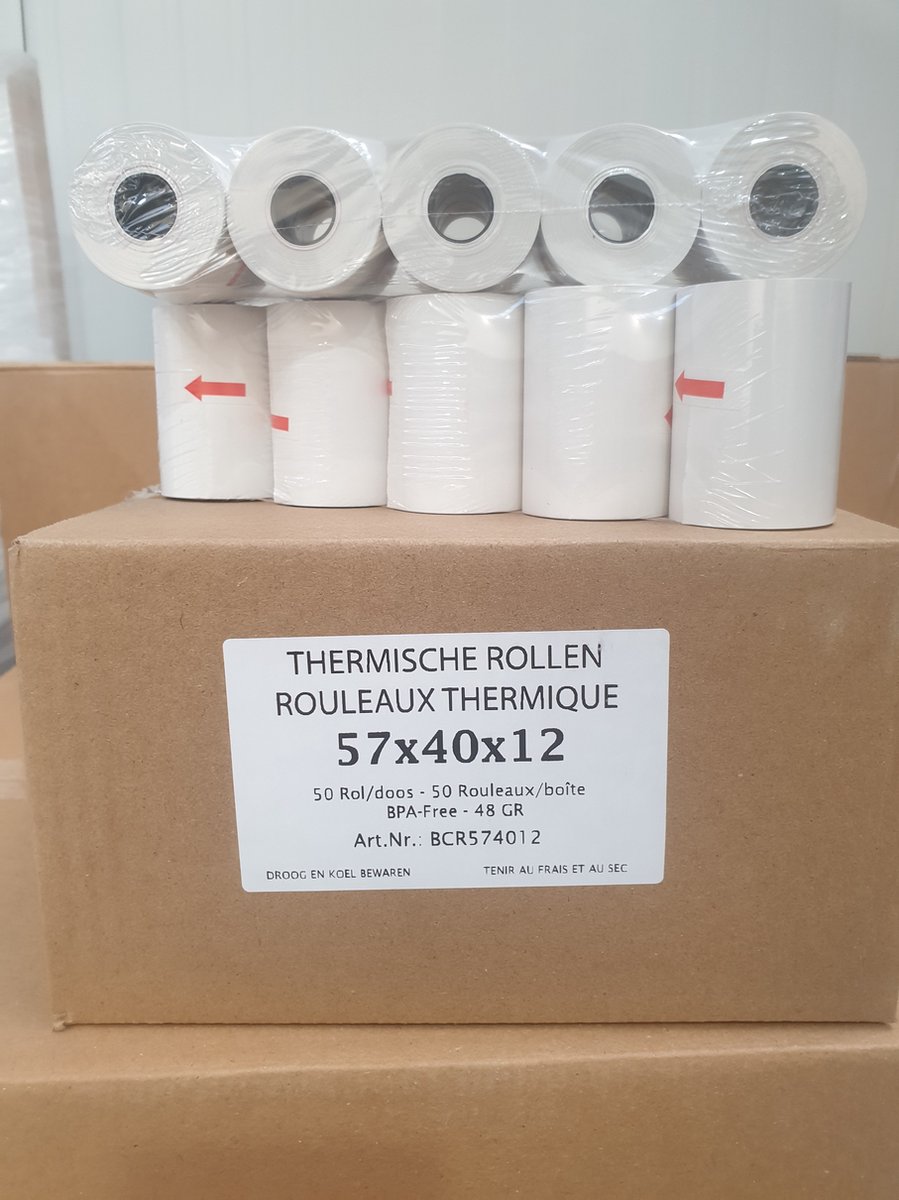 THERMISCHE ROLLEN
ROULEAUX THERMIQUE
57x40x12
50 Rol/doos - 50 Rouleaux/boîte
BPA-Free - 48 GR
Art.Nr.: BCR574012
DROOG EN KOEL BEWAREN TENIR AU FRAIS ET AU SEC